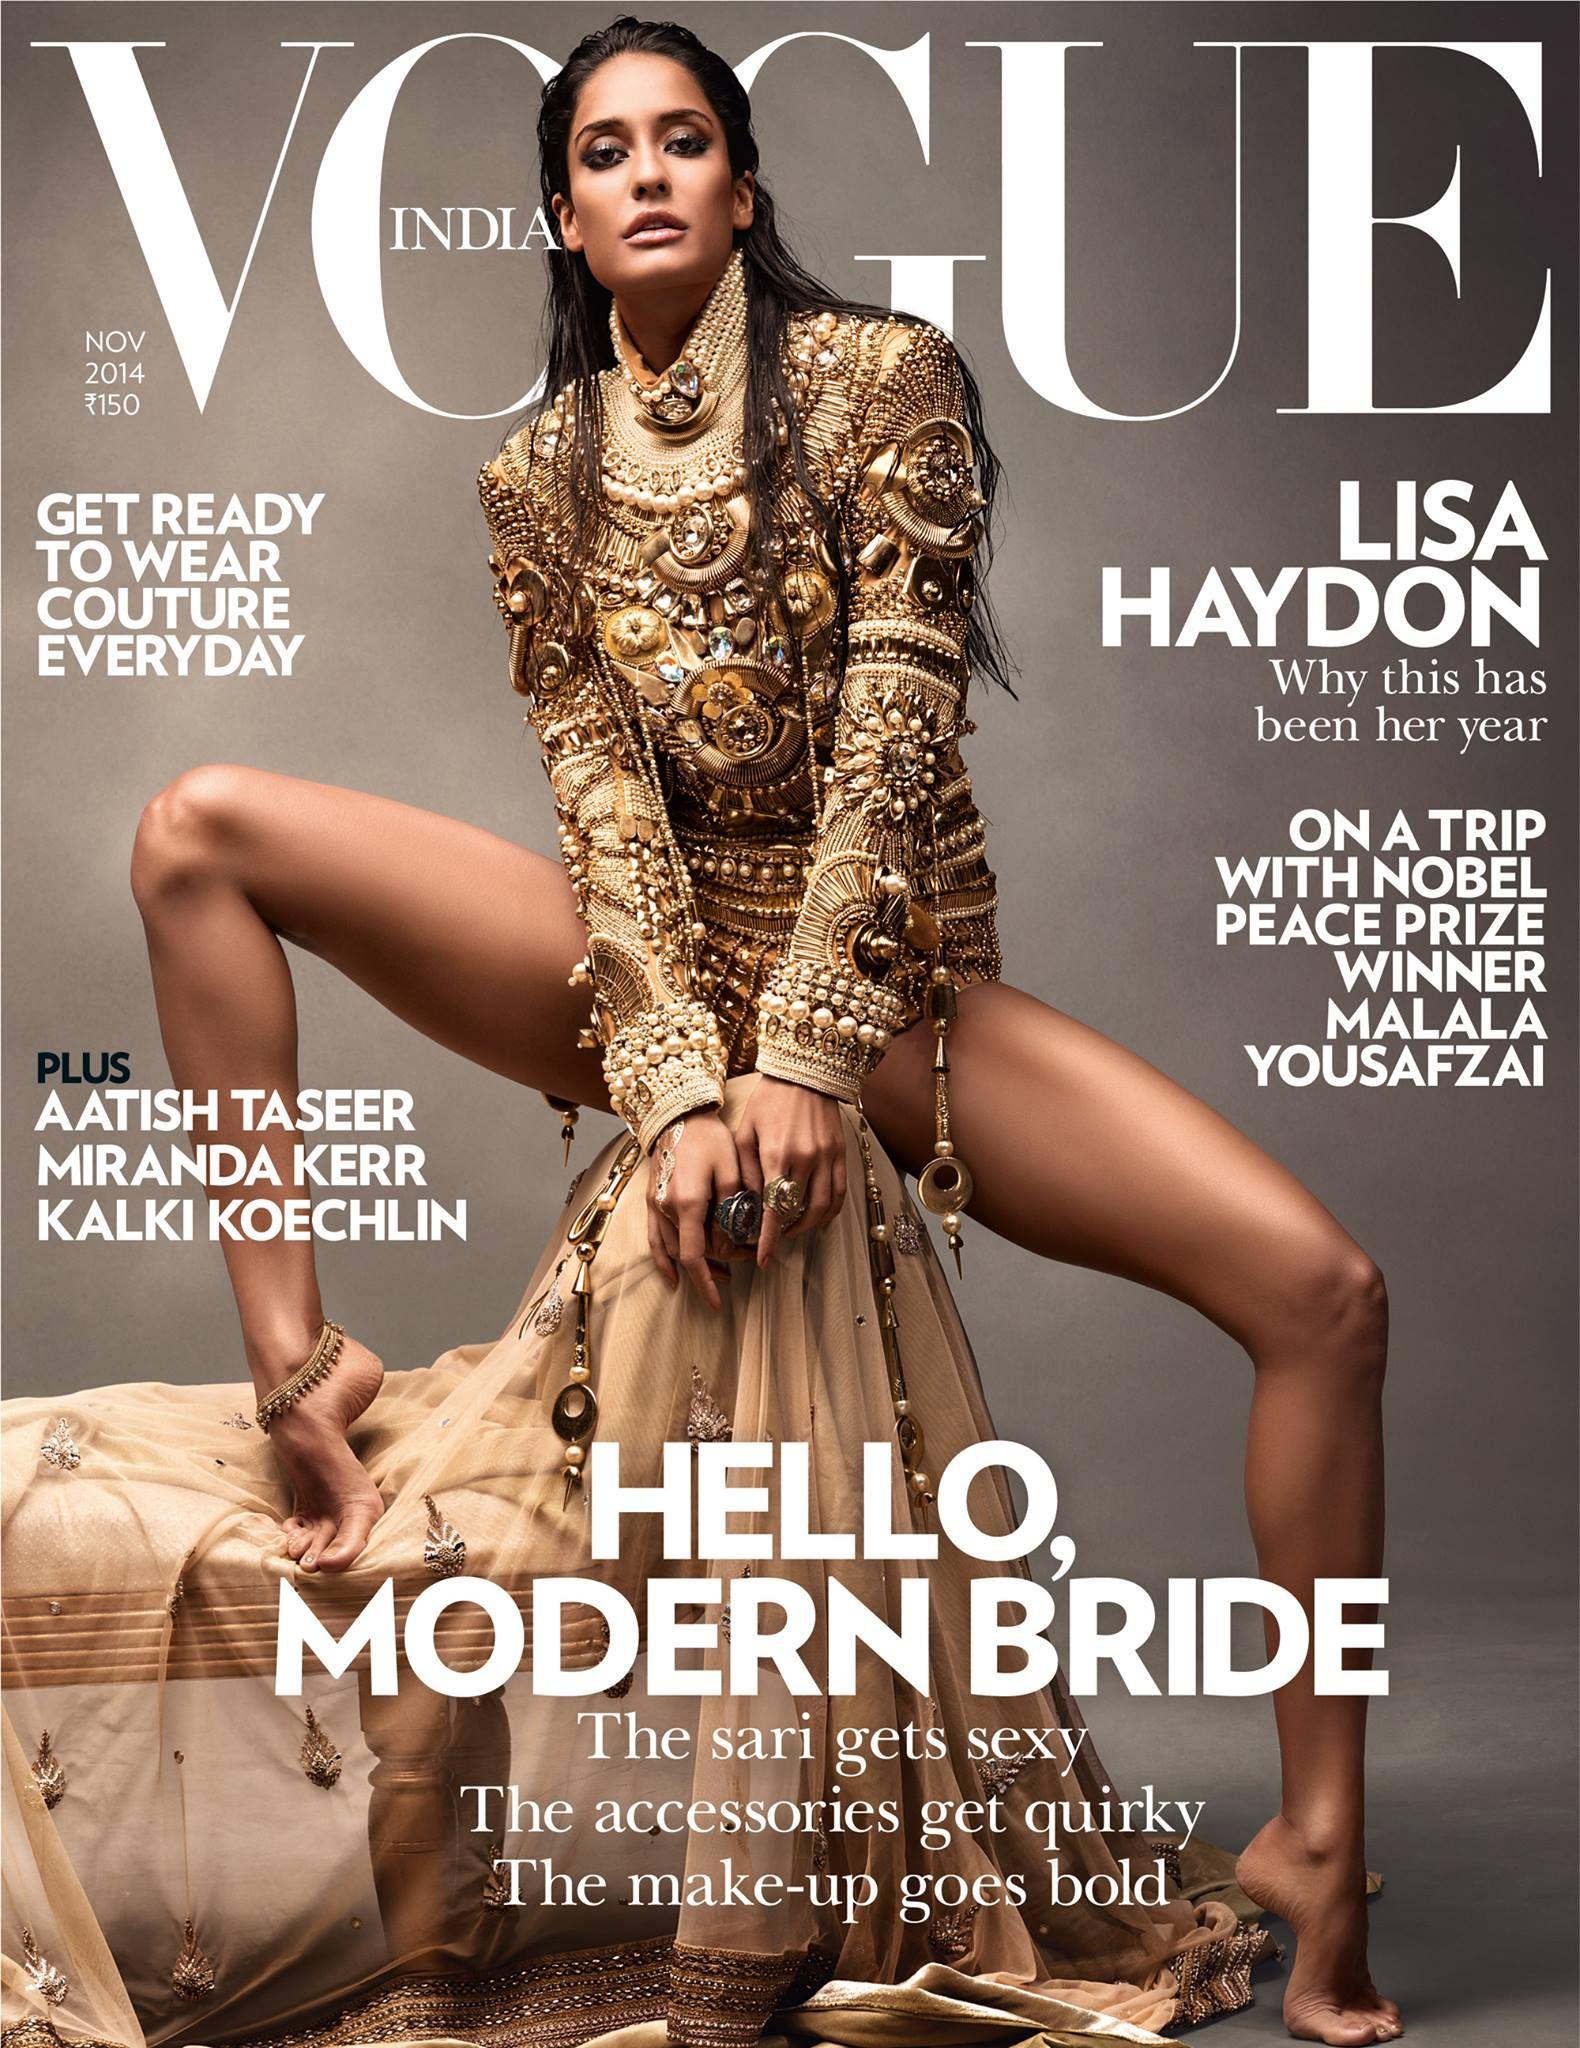 VOGUE
INDIA
NOV
2014
₹150
GET READY
TO WEAR
COUTURE
EVERYDAY
LISA
HAYDON
Why this has
been her year
ON A TRIP
WITH NOBEL
PEACE PRIZE
WINNER
MALALA
YOUSAFZAI
PLUS
AATISH TASEER
MIRANDA KERR
KALKI KOECHLIN
HELLO,
MODERN BRIDE
The sari gets sexy
The accessories get quirky
The make-up goes bold